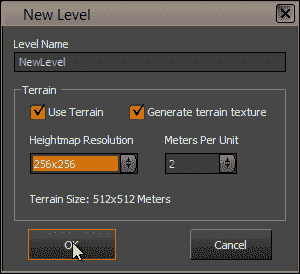 New Level
Level Name
NewLevel
Terrain
Use Terrain
Generate terrain texture
Heightmap Resolution
Meters Per Unit
256x256
2
Terrain Size: 512x512 Meters
OK
Cancel